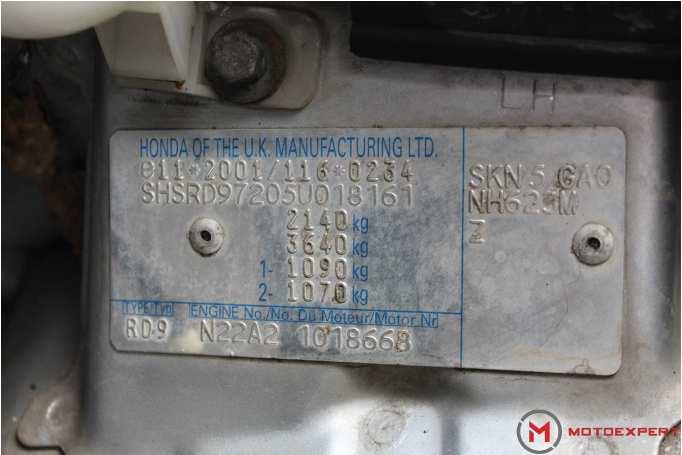 LH
HONDA OF THE U.K. MANUFACTURING LTD.
e11*2001/116*0234
SHSRD97205U018161
2140 kg
3640 kg
1- 1090 kg
2- 1070 kg
TYPE/TYP ENGINE No./No. Du Moteur/Motor Nr
RD9 N22A2 1018668
SKN 5 GAO
NH623M
Z
MOTOEXPERT